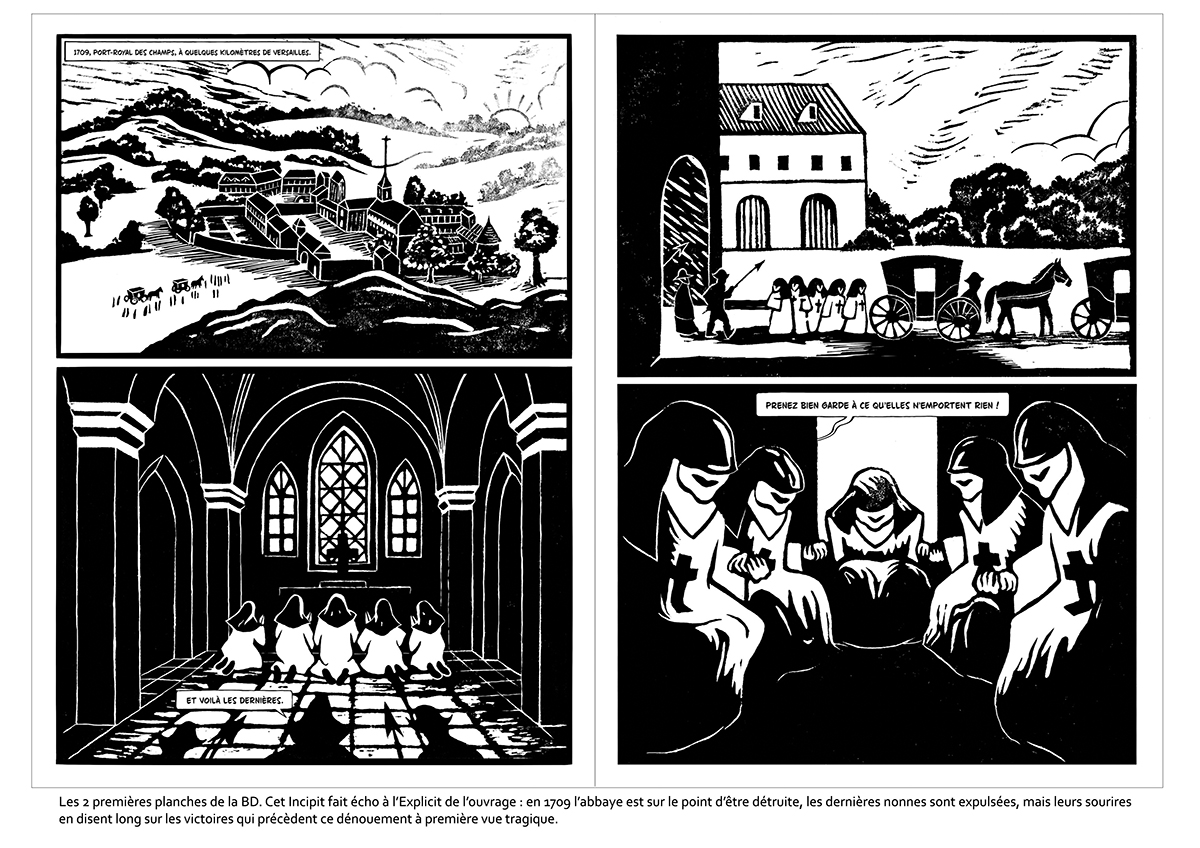 1709, PORT-ROYAL DES CHAMPS, À QUELQUES KILOMÈTRES DE VERSAILLES.
ET VOILÀ LES DERNIÈRES.
PRENEZ BIEN GARDE À CE QU'ELLES N'EMPORTENT RIEN !
Les 2 premières planches de la BD. Cet Incipit fait écho à l'Explicit de l'ouvrage : en 1709 l'abbaye est sur le point d'être détruite, les dernières nonnes sont expulsées, mais leurs sourires
en disent long sur les victoires qui précèdent ce dénouement à première vue tragique.